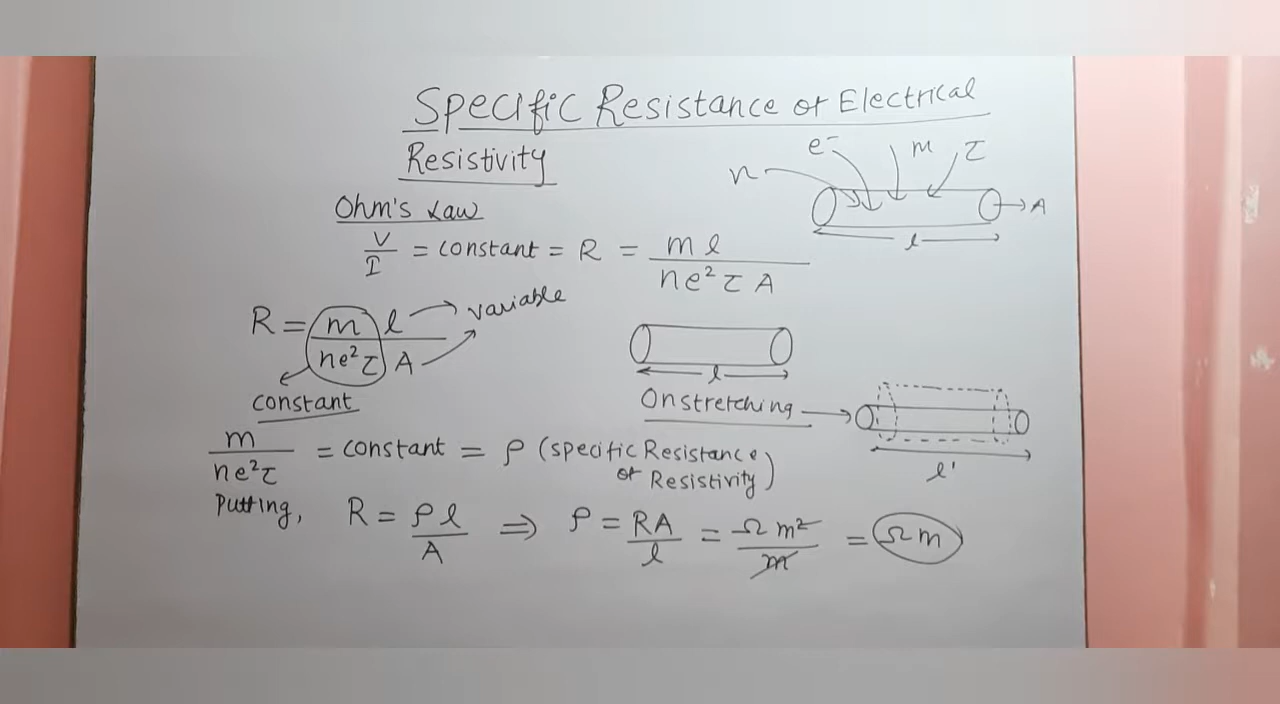 Specific Resistance or Electrical
Resistivity
n e⁻ m τ
A
l
Ohm's Law
V/I = constant = R = ml/ne²τA
R = ml/ne²τA
variable
constant
l
On stretching
l'
m/ne²τ = constant = ρ (specific Resistance
or Resistivity)
Putting, R = ρl/A ⇒ ρ = RA/l = Ωm²/m = Ωm